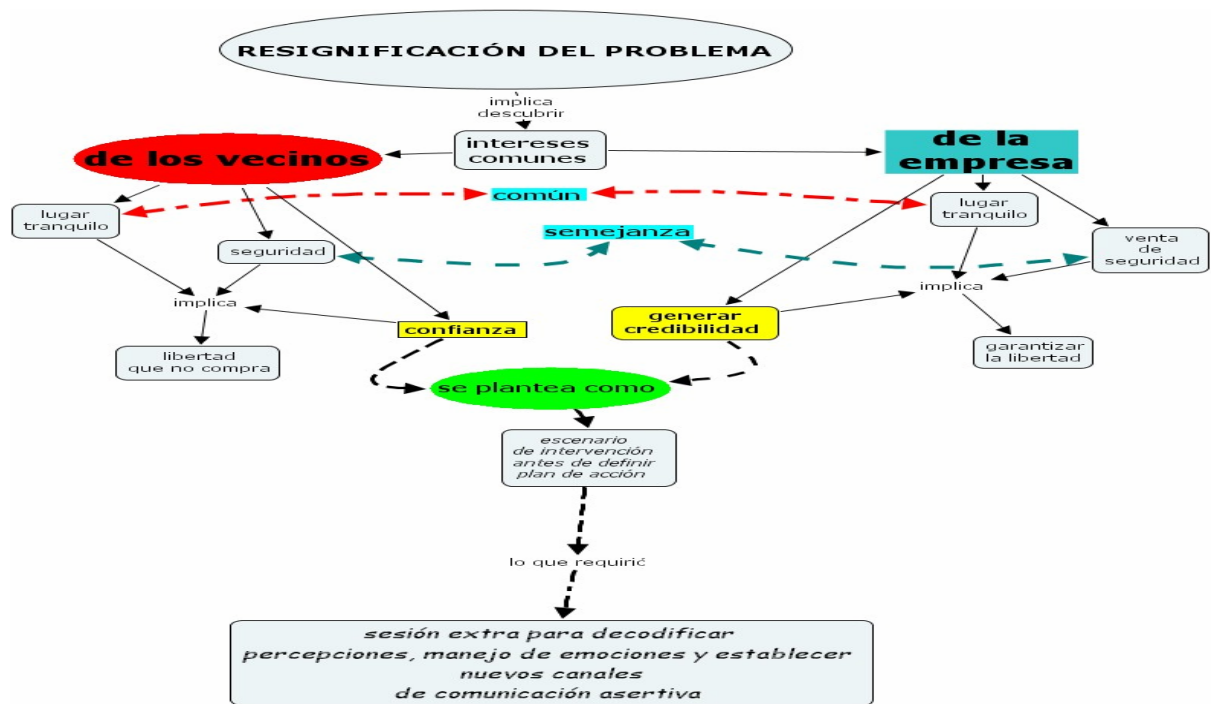 RESIGNIFICACIÓN DEL PROBLEMA
implica
descubrir
de los vecinos
intereses
comunes
de la
empresa
común
lugar
tranquilo
lugar
tranquilo
semejanza
seguridad
venta
de
seguridad
implica
implica
confianza
generar
credibilidad
libertad
que no compra
garantizar
la libertad
se plantea como
escenario
de intervención
antes de definir
plan de acción
lo que requirió
sesión extra para decodificar
percepciones, manejo de emociones y establecer
nuevos canales
de comunicación asertiva